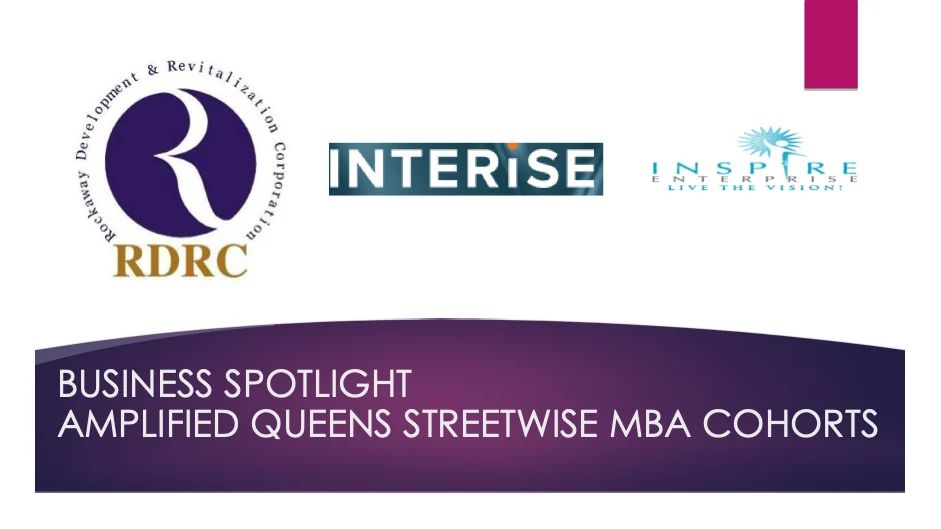 Rockaway Development & Revitalization Corporation
RDRC
INTERiSE
INSPIRE
ENTERPRISE
LIVE THE VISION!
BUSINESS SPOTLIGHT
AMPLIFIED QUEENS STREETWISE MBA COHORTS